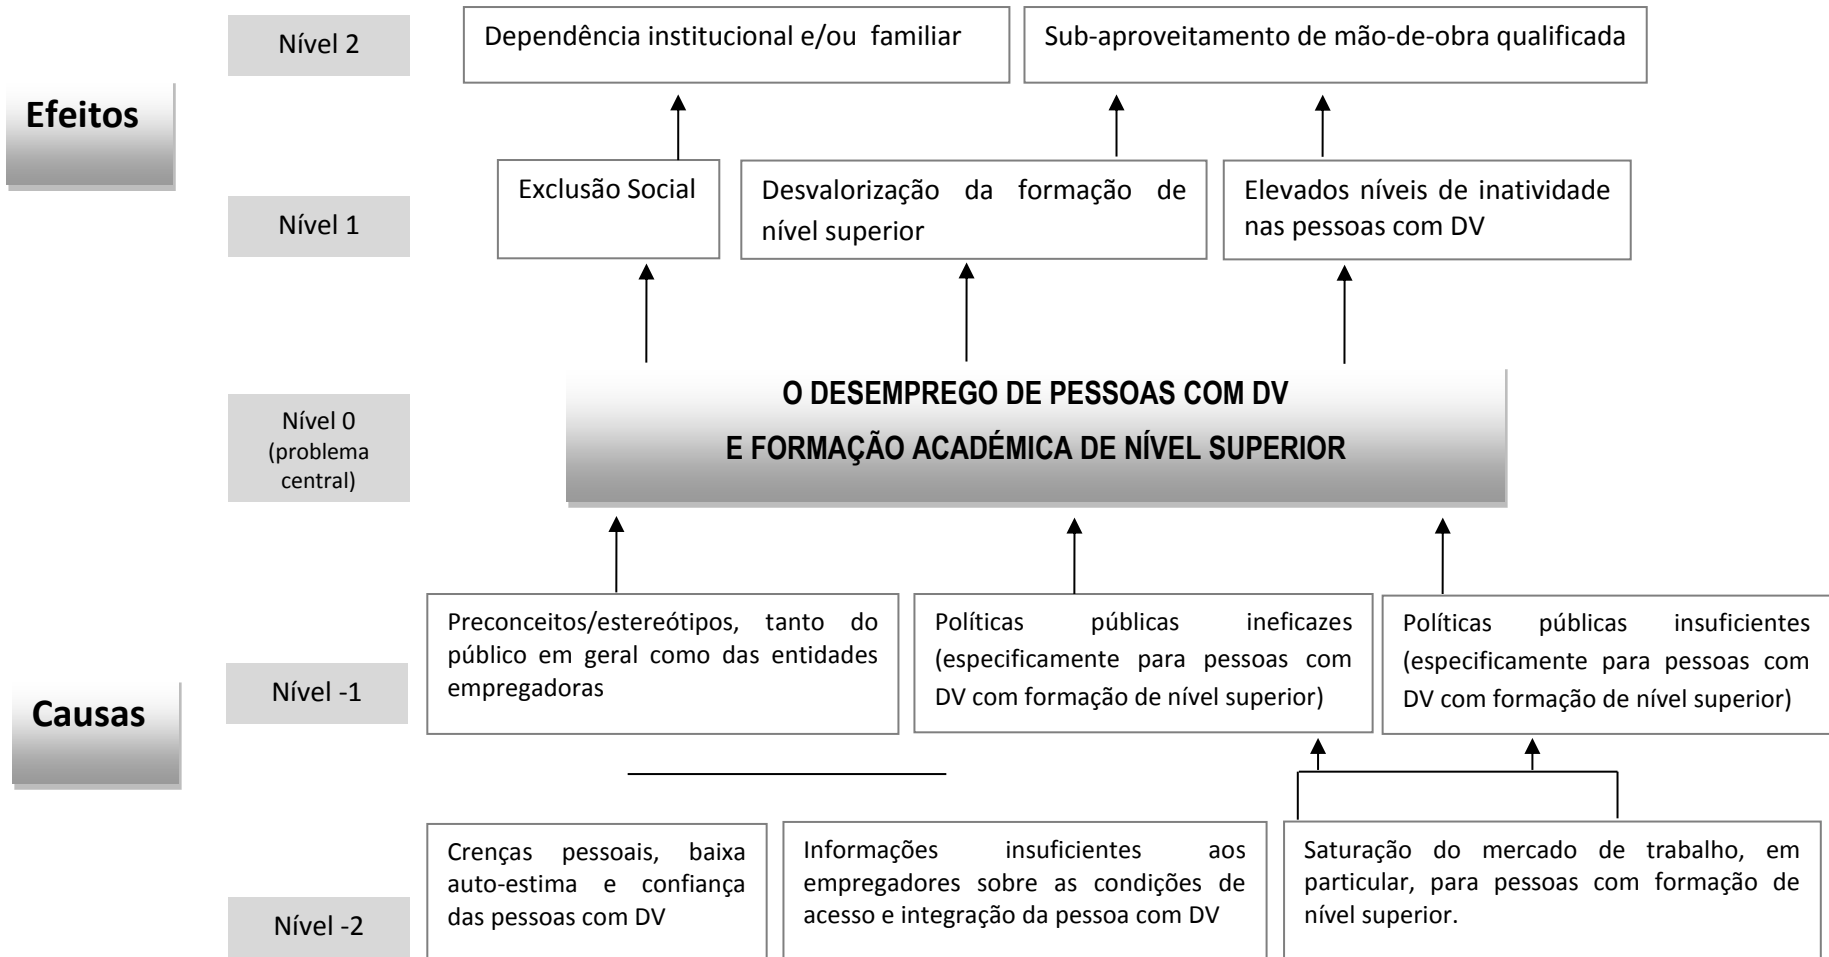 Nível 2
Dependência institucional e/ou familiar
Sub-aproveitamento de mão-de-obra qualificada
Efeitos
Nível 1
Exclusão Social
Desvalorização da formação de
nível superior
Elevados níveis de inatividade
nas pessoas com DV
Nível 0
(problema
central)
O DESEMPREGO DE PESSOAS COM DV
E FORMAÇÃO ACADÉMICA DE NÍVEL SUPERIOR
Causas
Nível -1
Preconceitos/estereótipos, tanto do
público em geral como das entidades
empregadoras
Políticas públicas ineficazes
(especificamente para pessoas com
DV com formação de nível superior)
Políticas públicas insuficientes
(especificamente para pessoas com
DV com formação de nível superior)
Nível -2
Crenças pessoais, baixa
auto-estima e confiança
das pessoas com DV
Informações insuficientes aos
empregadores sobre as condições de
acesso e integração da pessoa com DV
Saturação do mercado de trabalho, em
particular, para pessoas com formação de
nível superior.